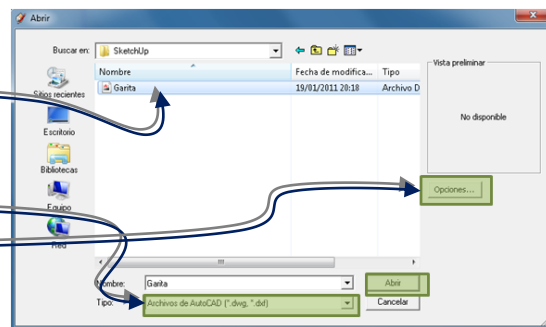 Abrir
Buscar en:
SketchUp
Nombre
Fecha de modifica...
Tipo
Vista preliminar
Garita
19/01/2011 20:18
Archivo D
No disponible
Sitios recientes
Escritorio
Bibliotecas
Equipo
Red
Opciones...
Nombre:
Garita
Abrir
Tipo:
Archivos de AutoCAD (*.dwg, *.dxf)
Cancelar